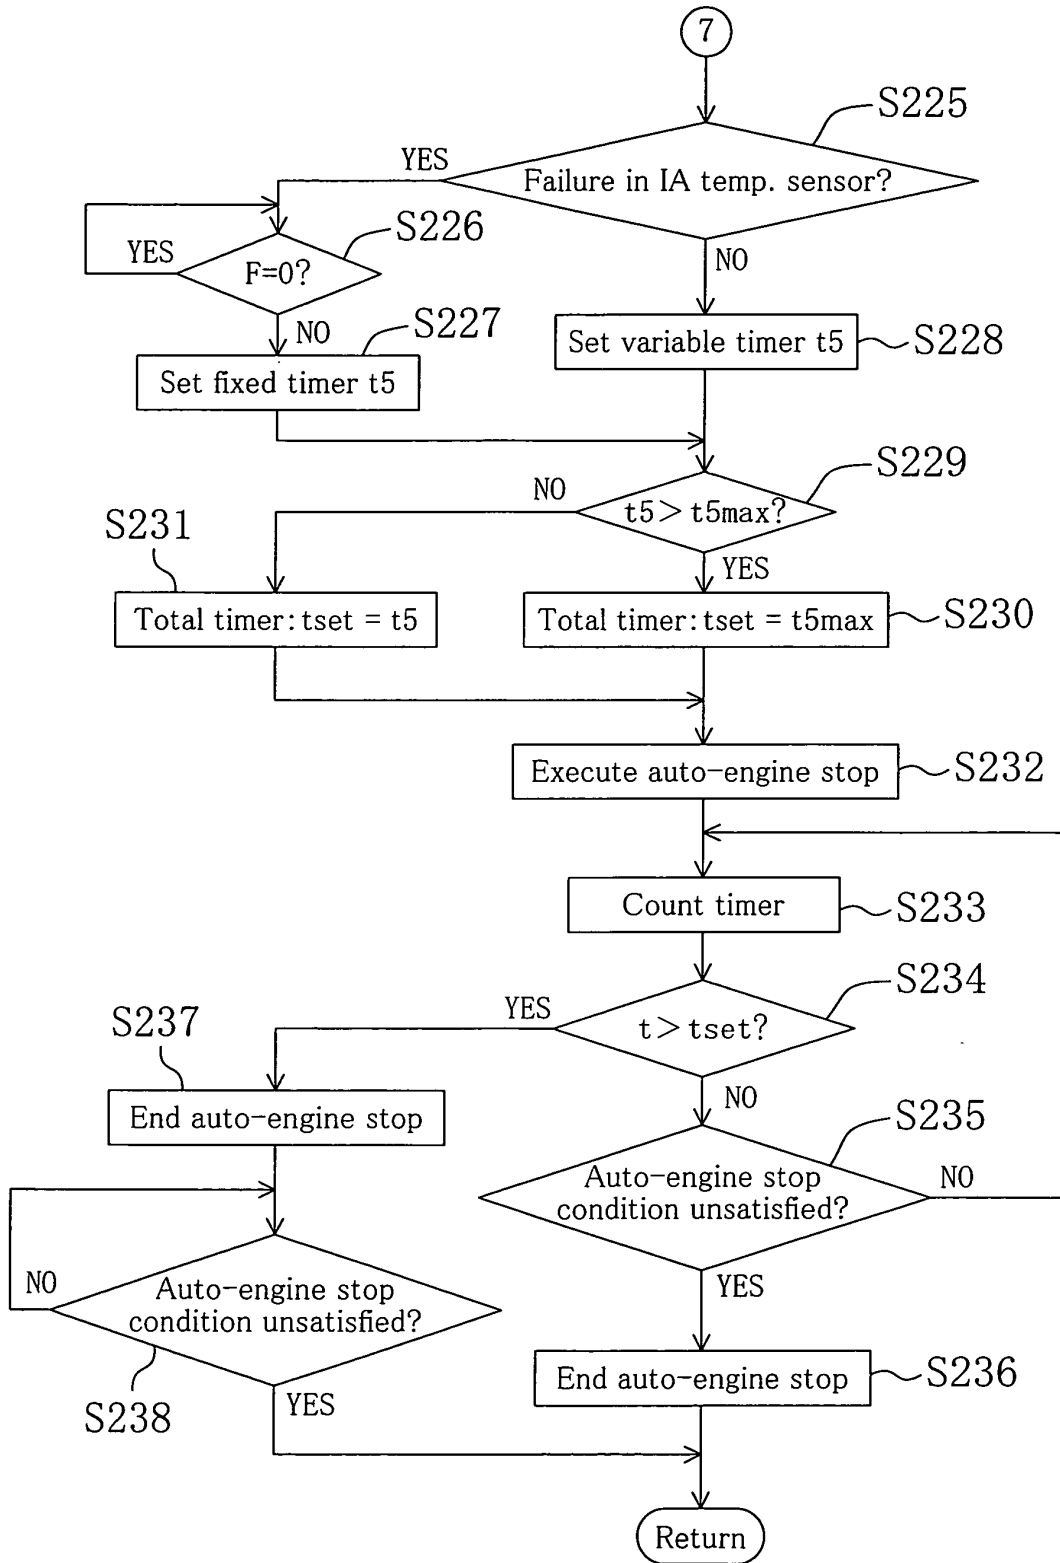 7
S225
YES
Failure in IA temp. sensor?
S226
YES
NO
F=0?
S227
NO
Set variable timer t5
S228
Set fixed timer t5
S229
NO
t5> t5max?
S231
YES
Total timer:tset = t5
Total timer:tset = t5max
S230
Execute auto-engine stop
S232
Count timer
S233
S234
YES
S237
t> tset?
End auto-engine stop
NO
S235
Auto-engine stop
condition unsatisfied?
NO
NO
Auto-engine stop
condition unsatisfied?
YES
End auto-engine stop
S236
S238
YES
Return